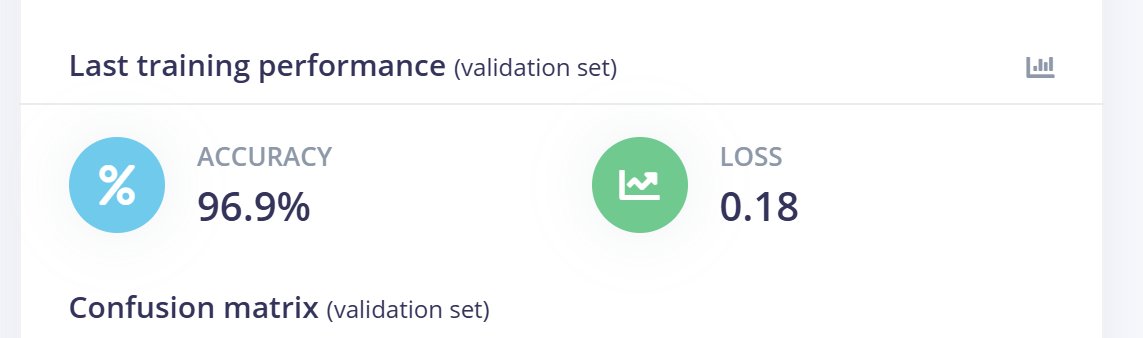 Last training performance (validation set)
ACCURACY
96.9%
LOSS
0.18
Confusion matrix (validation set)